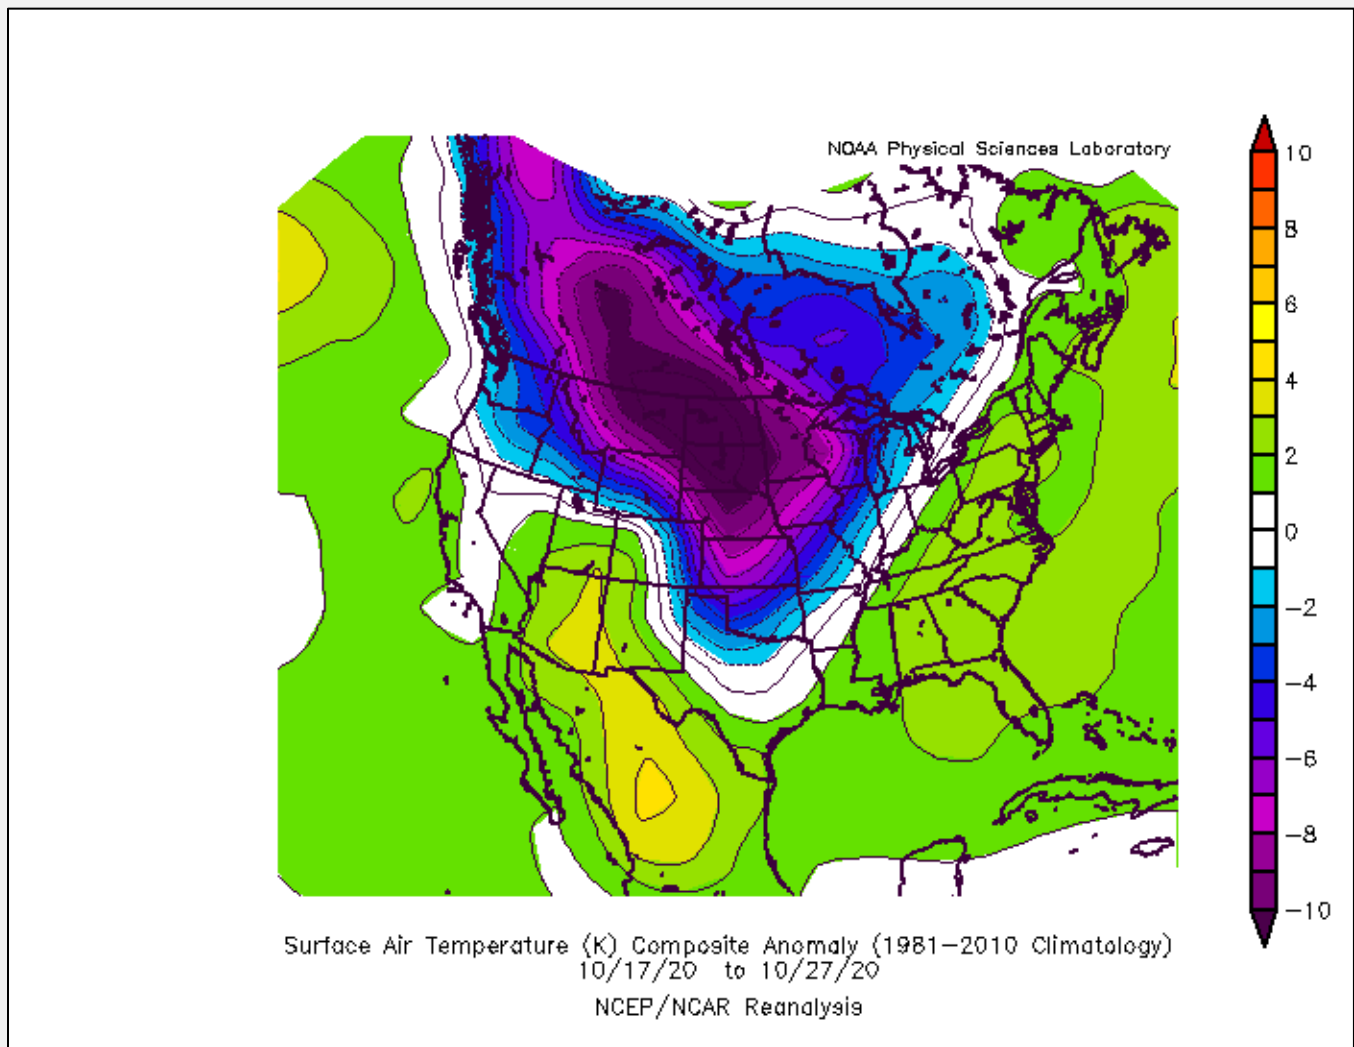 NOAA Physical Sciences Laboratory
10
8
6
4
2
0
−2
−4
−6
−8
−10
Surface Air Temperature (K) Composite Anomaly (1981−2010 Climatology)
10/17/20 to 10/27/20
NCEP/NCAR Reanalysis